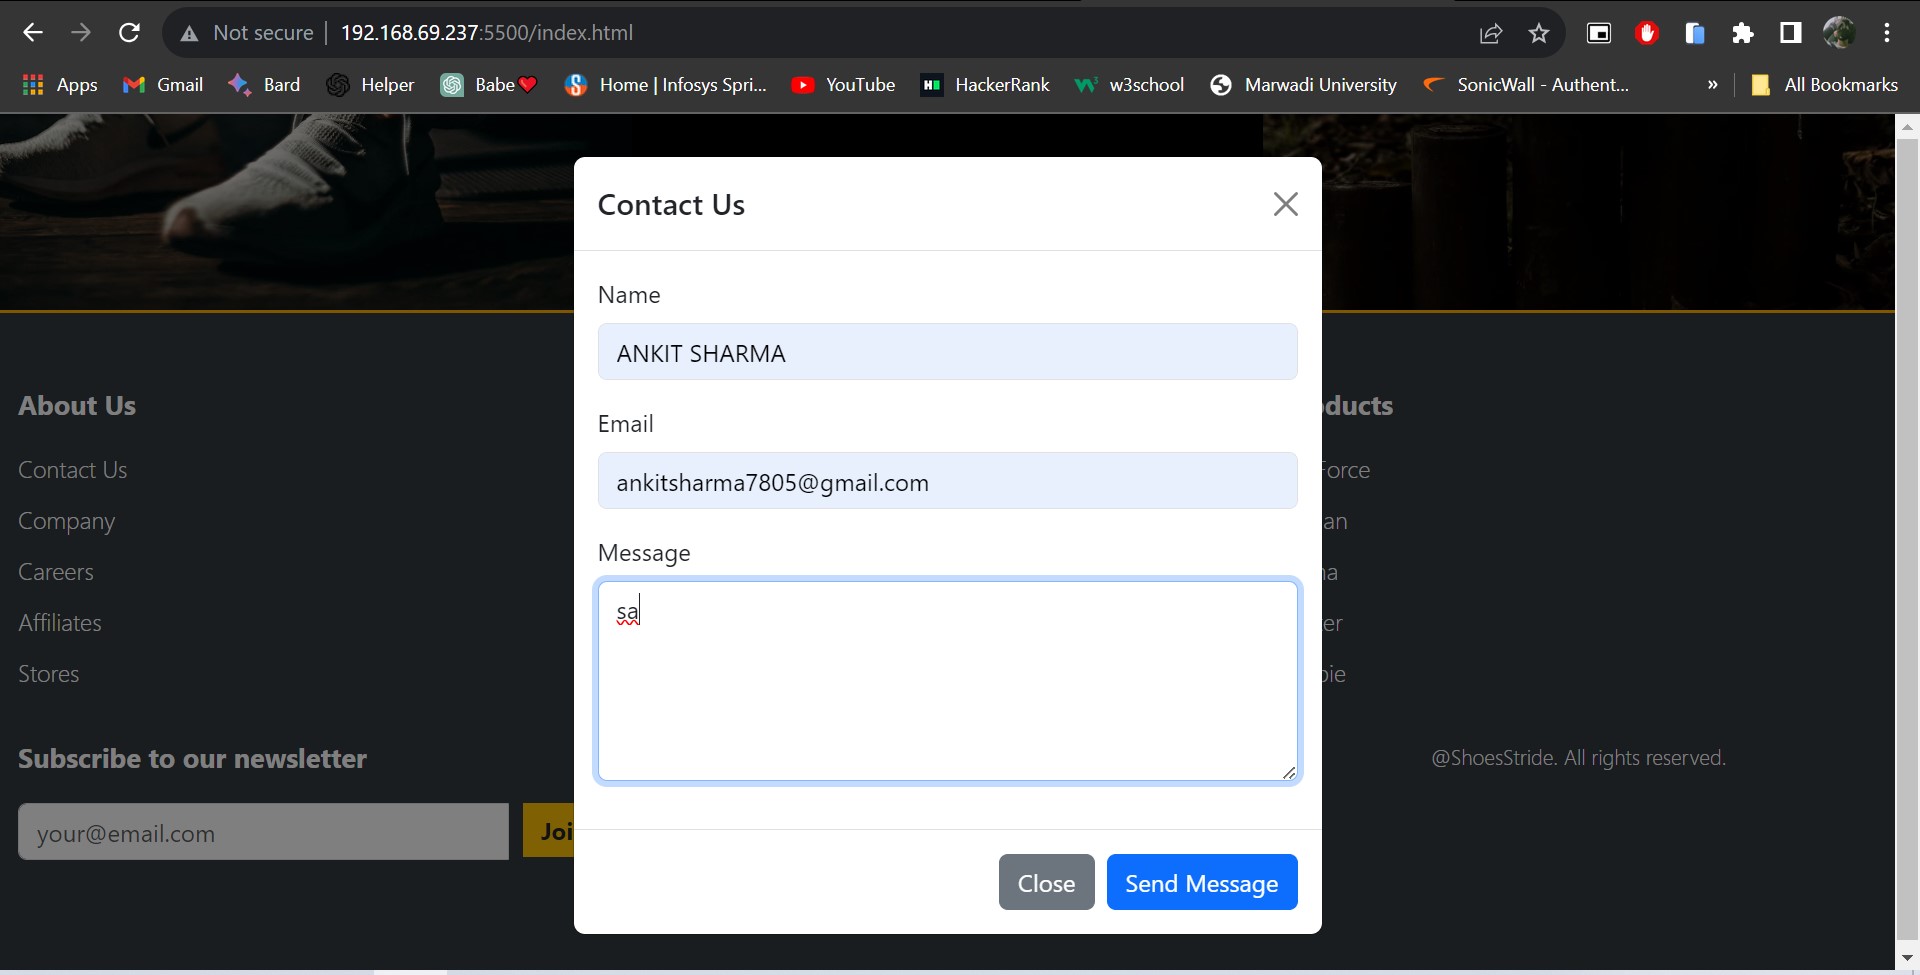 Not secure 192.168.69.237:5500/index.html
Apps Gmail Bard Helper Babe❤ Home | Infosys Spri... YouTube HackerRank w3school Marwadi University SonicWall - Authent... » All Bookmarks
Contact Us
Name
ANKIT SHARMA
Email
ankitsharma7805@gmail.com
Message
sa
Close Send Message
About Us
Contact Us
Company
Careers
Affiliates
Stores
Subscribe to our newsletter
your@email.com Joi
oducts
Force
an
er
@ShoesStride. All rights reserved.